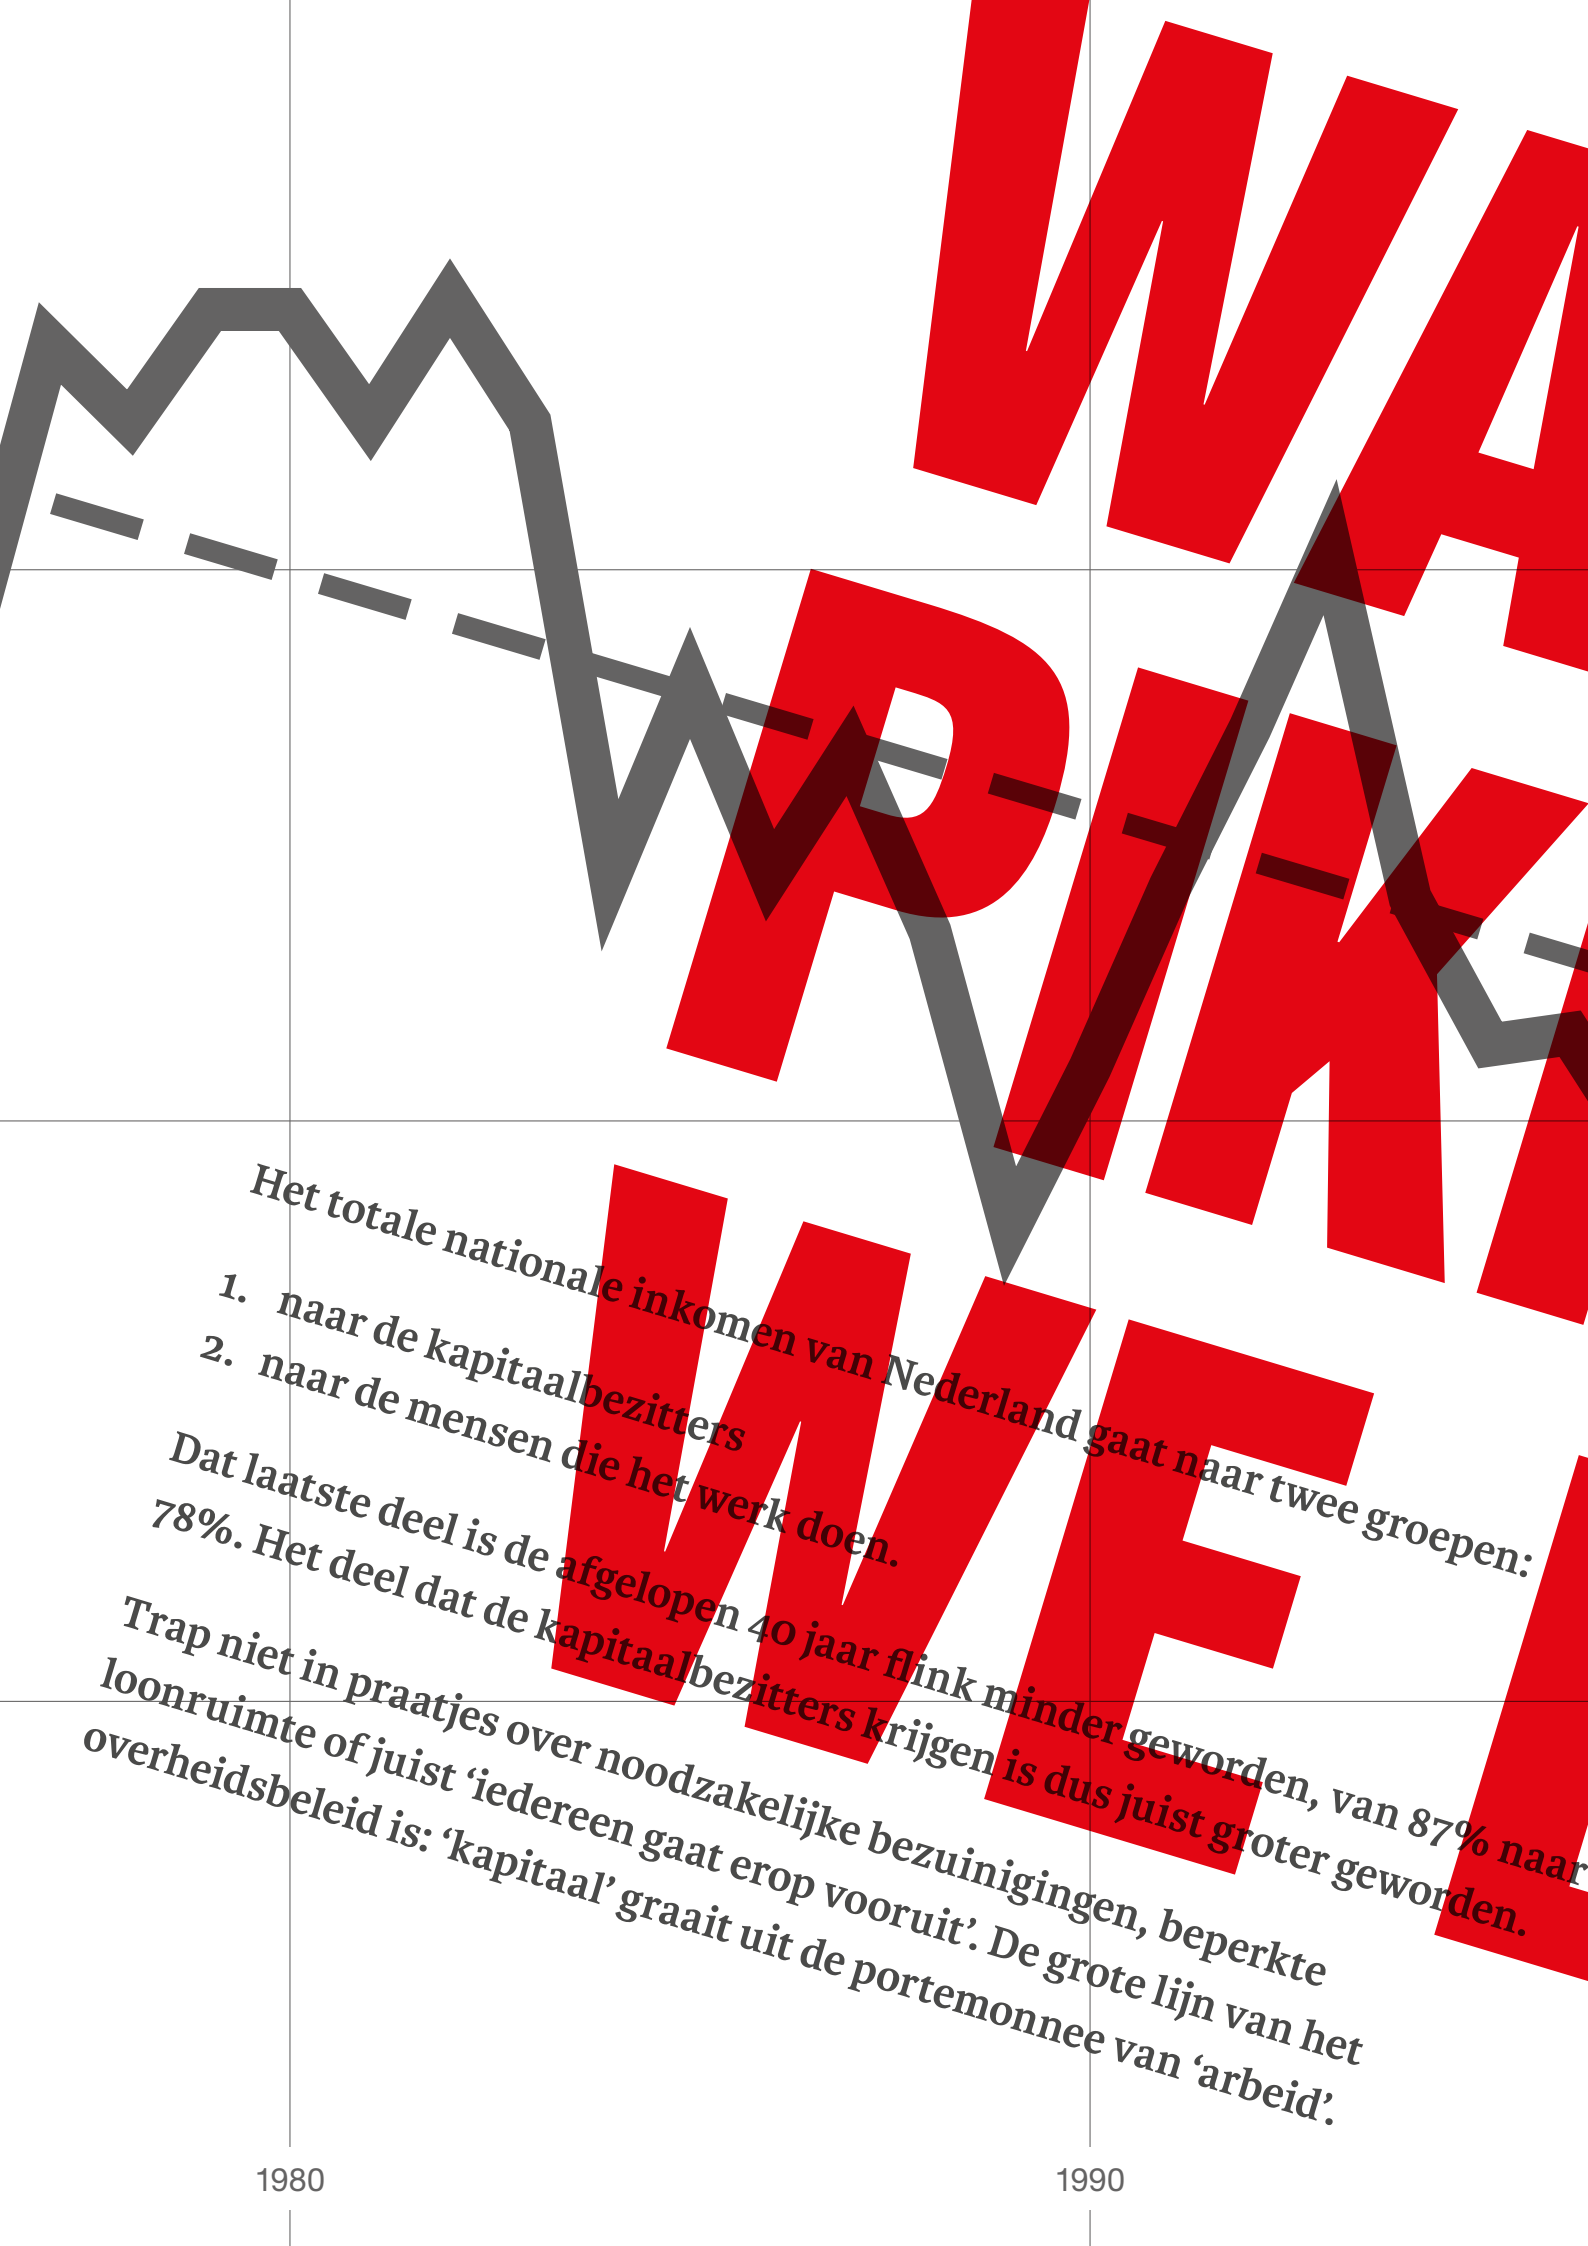 WA
PIK
WE
Het totale nationale inkomen van Nederland gaat naar twee groepen:
1. naar de kapitaalbezitters
2. naar de mensen die het werk doen.
Dat laatste deel is de afgelopen 40 jaar flink minder geworden, van 87% naar
78%. Het deel dat de kapitaalbezitters krijgen is dus juist groter geworden.
Trap niet in praatjes over noodzakelijke bezuinigingen, beperkte
loonruimte of juist ‘iedereen gaat erop vooruit’. De grote lijn van het
overheidsbeleid is: ‘kapitaal’ graait uit de portemonnee van ‘arbeid’.
1980
1990